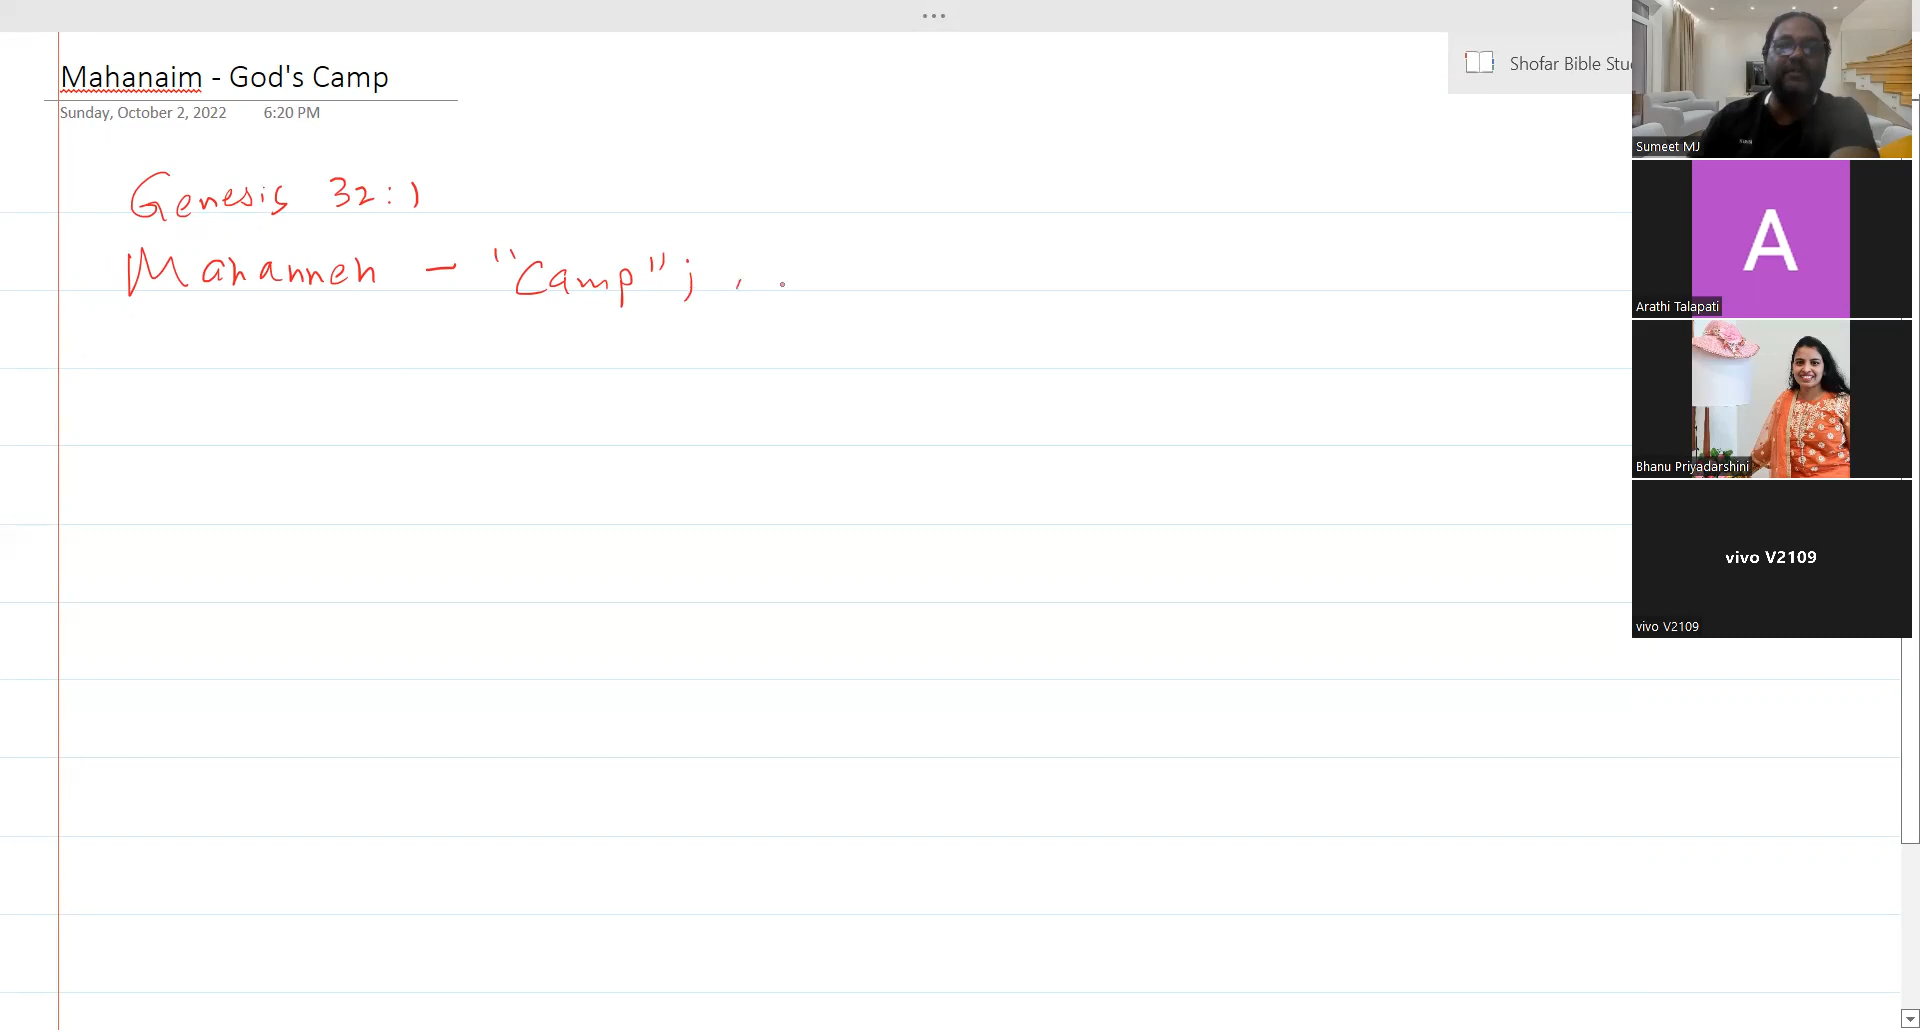 Mahanaim - God's Camp
Sunday, October 2, 2022 6:20 PM
Shofar Bible Stu
Genesis 32:1
Mahanneh - "Camp";
Sumeet MJ
A
Arathi Talapati
Bhanu Priyadarshini
vivo V2109
vivo V2109